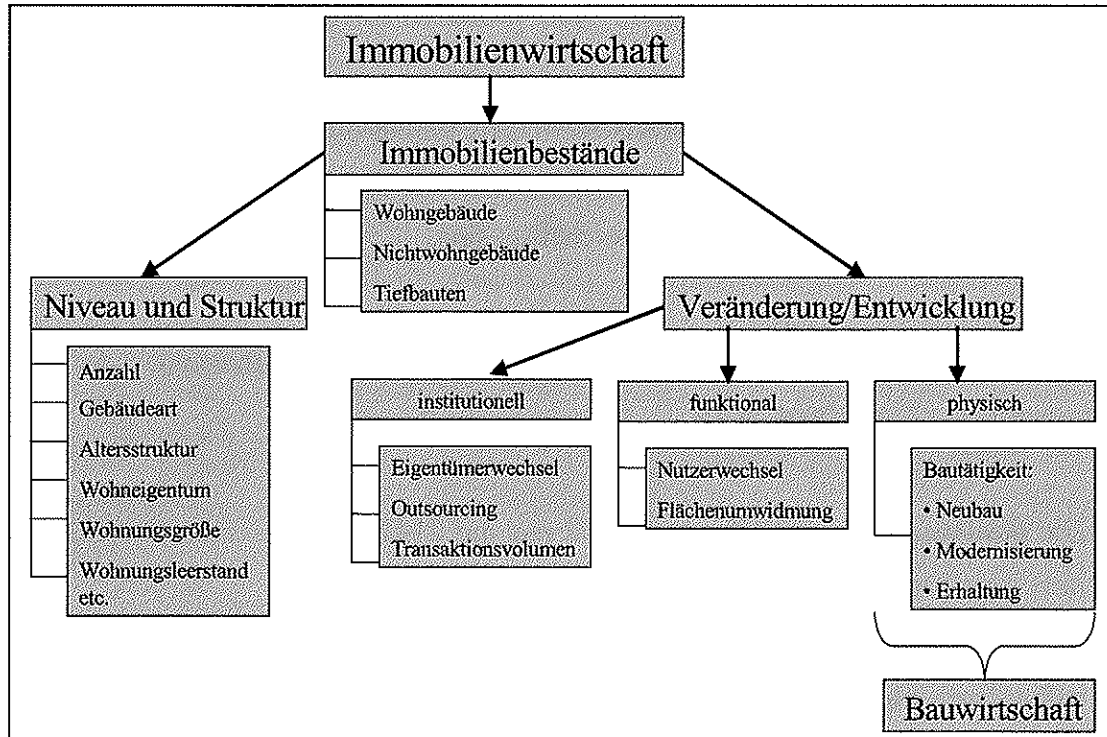 Immobilienwirtschaft
Immobilienbestände
Wohngebäude
Nichtwohngebäude
Tiefbauten
Niveau und Struktur
Anzahl
Gebäudeart
Altersstruktur
Wohneigentum
Wohnungsgröße
Wohnungsleerstand
etc.
Veränderung/Entwicklung
institutionell
Eigentümerwechsel
Outsourcing
Transaktionsvolumen
funktional
Nutzerwechsel
Flächenumwidmung
physisch
Bautätigkeit:
• Neubau
• Modernisierung
• Erhaltung
Bauwirtschaft